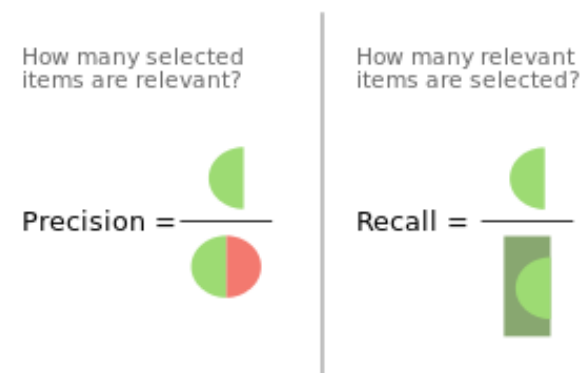 How many selected
items are relevant?
Precision =
How many relevant
items are selected?
Recall =